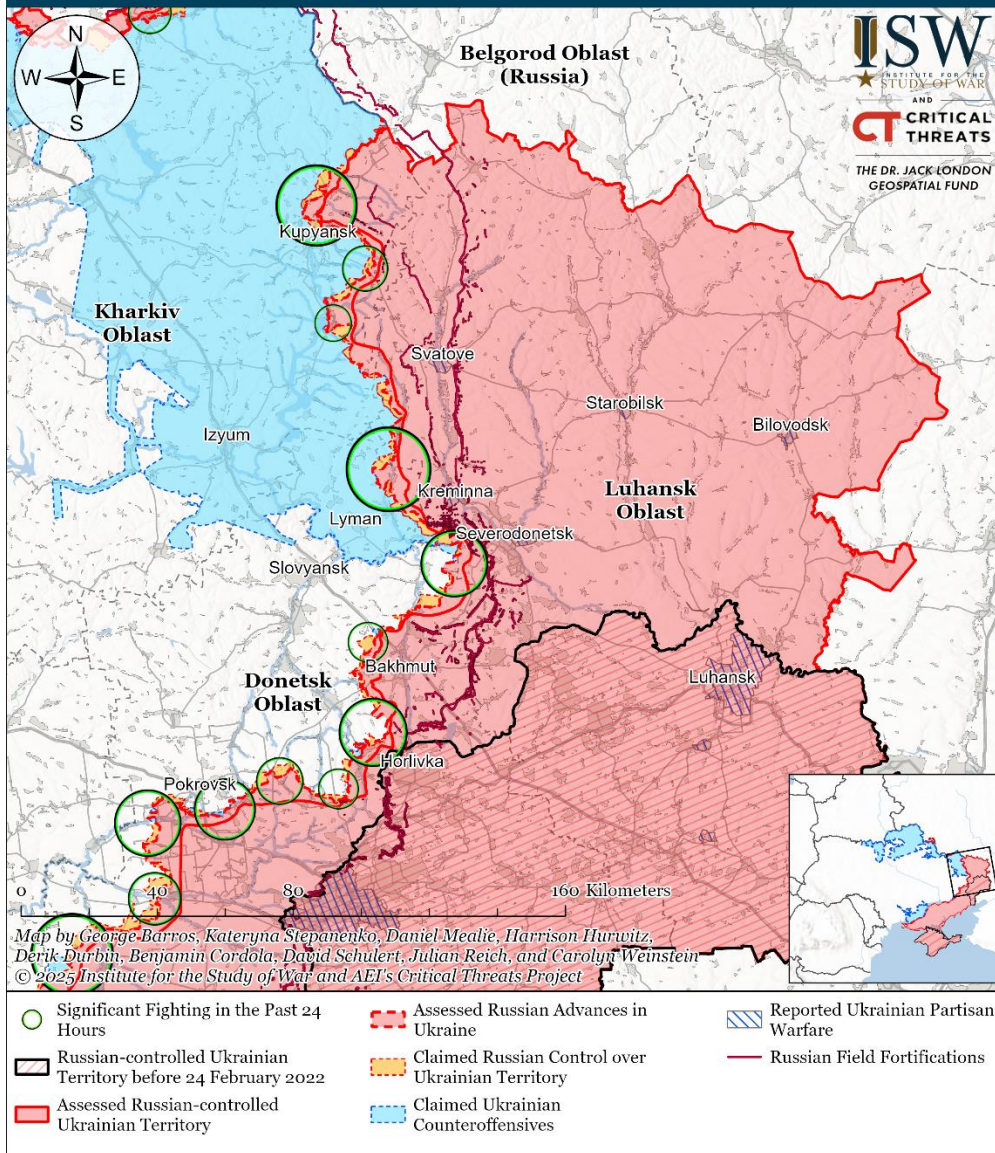 N
W E
S
Belgorod Oblast
(Russia)
ISW
INSTITUTE FOR THE
STUDY OF WAR
AND
CT CRITICAL
THREATS
THE DR. JACK LONDON
GEOSPATIAL FUND
Kupyansk
Kharkiv
Oblast
Svatove
Starobilsk
Bilovodsk
Izyum
Kreminna
Luhansk
Oblast
Lyman
Severodonetsk
Slovyansk
Bakhmut
Luhansk
Donetsk
Oblast
Horlivka
Pokrovsk
0 40 80 160 Kilometers
Map by George Barros, Kateryna Stepanenko, Daniel Mealie, Harrison Hurwitz,
Derik Durbin, Benjamin Cordola, David Schulert, Julian Reich, and Carolyn Weinstein
© 2025 Institute for the Study of War and AEI's Critical Threats Project
Significant Fighting in the Past 24
Hours
Russian-controlled Ukrainian
Territory before 24 February 2022
Assessed Russian-controlled
Ukrainian Territory
Assessed Russian Advances in
Ukraine
Claimed Russian Control over
Ukrainian Territory
Claimed Ukrainian
Counteroffensives
Reported Ukrainian Partisan
Warfare
Russian Field Fortifications